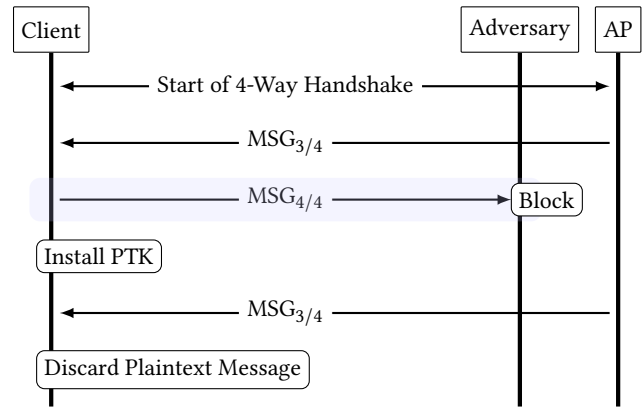 Client Adversary AP
Start of 4-Way Handshake
MSG3/4
MSG4/4 Block
Install PTK
MSG3/4
Discard Plaintext Message